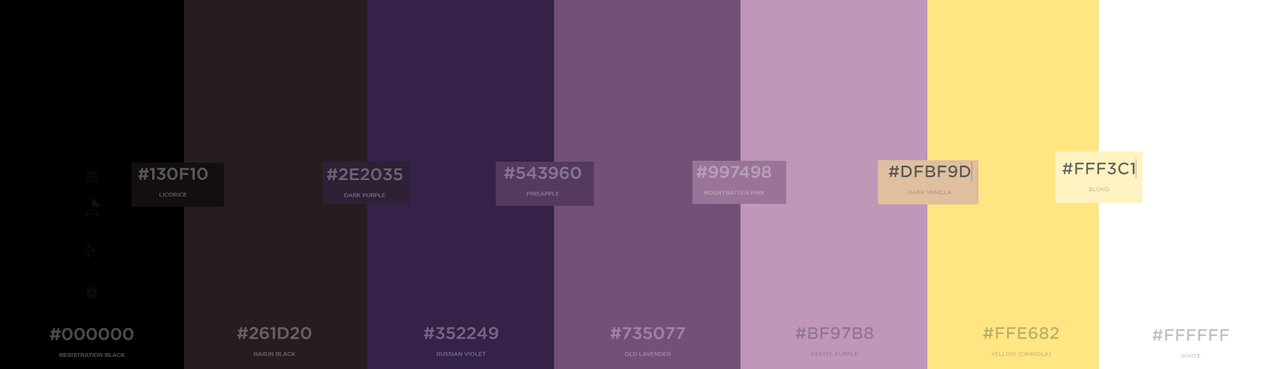 #130F10
LICORICE
#2E2035
DARK PURPLE
#543960
PINEAPPLE
#997498
MOUNTBATTEN PINK
#DFBF9D
DARK VANILLA
#FFF3C1
BLOND
#000000
REGISTRATION BLACK
#261D20
RAISIN BLACK
#352249
RUSSIAN VIOLET
#735077
OLD LAVENDER
#BF97B8
PASTEL PURPLE
#FFE682
YELLOW (CRAYOLA)
#FFFFFF
WHITE